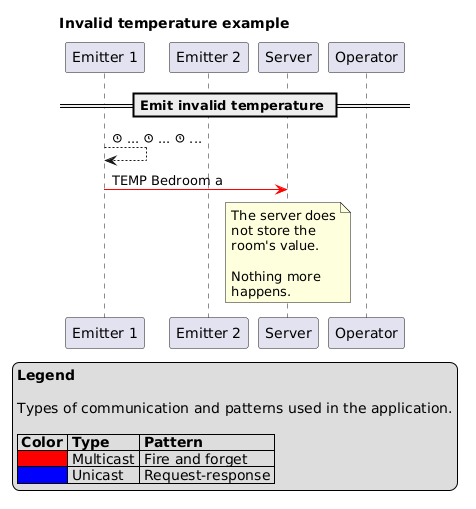 Invalid temperature example
Emitter 1 Emitter 2 Server Operator
Emit invalid temperature
... ... ...
TEMP Bedroom a
The server does
not store the
room's value.
Nothing more
happens.
Emitter 1 Emitter 2 Server Operator
Legend
Types of communication and patterns used in the application.
Color Type Pattern
Multicast Fire and forget
Unicast Request-response